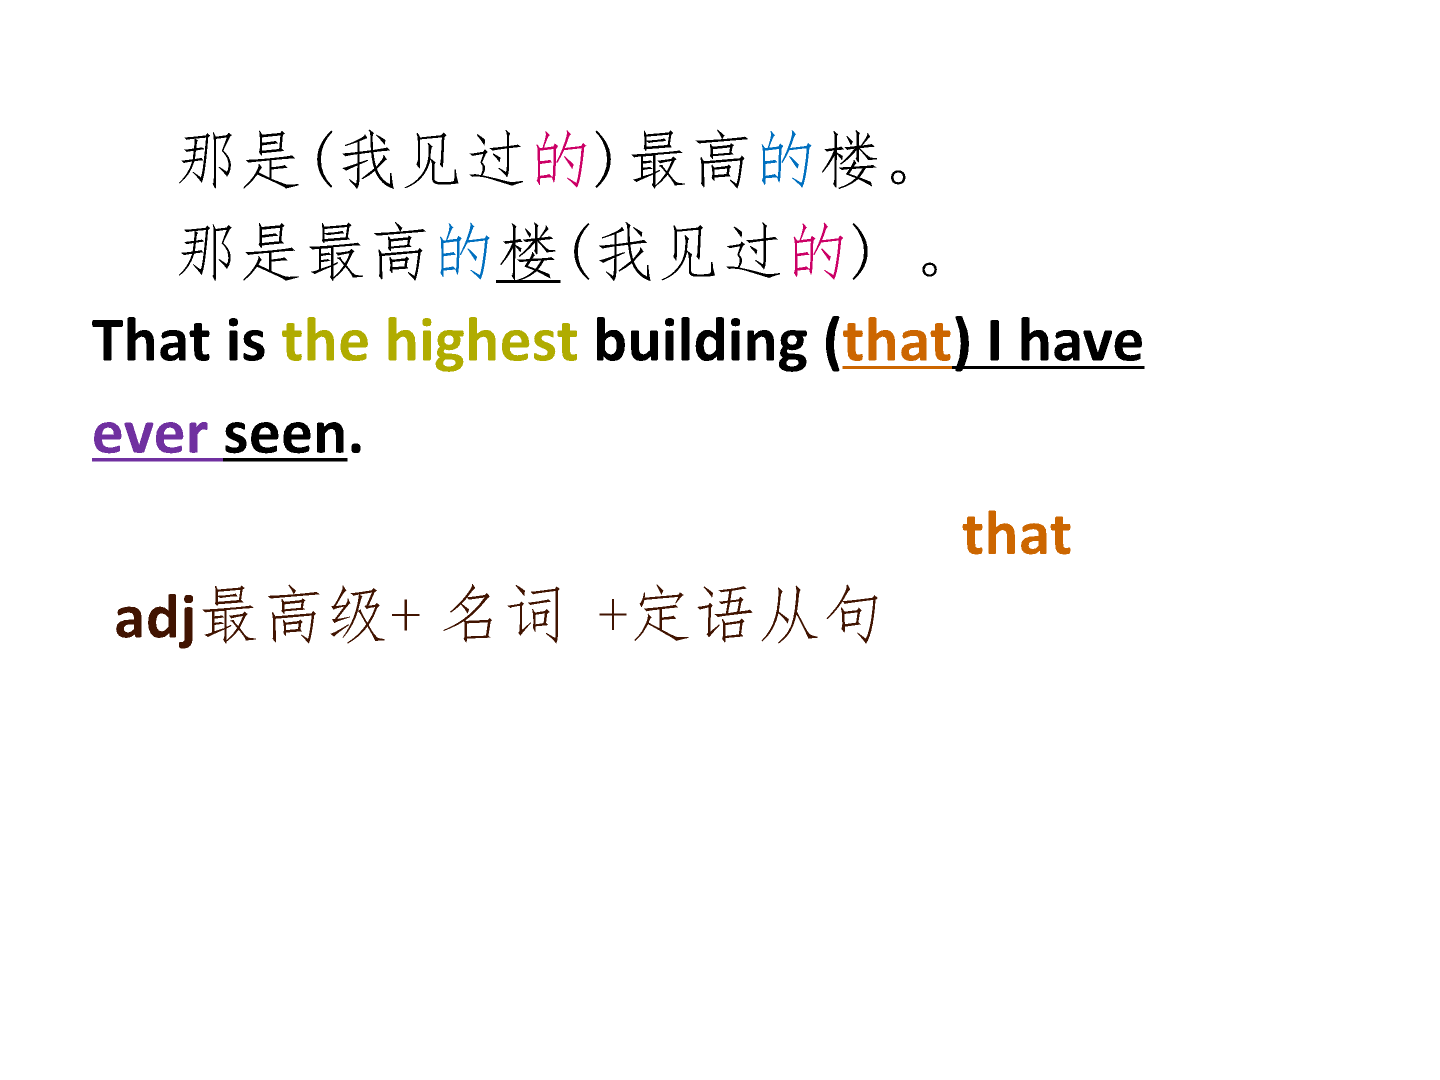 那是(我见过的)最高的楼。
那是最高的楼(我见过的) 。
That is the highest building (that) I have
ever seen.
that
adj最高级+ 名词 +定语从句